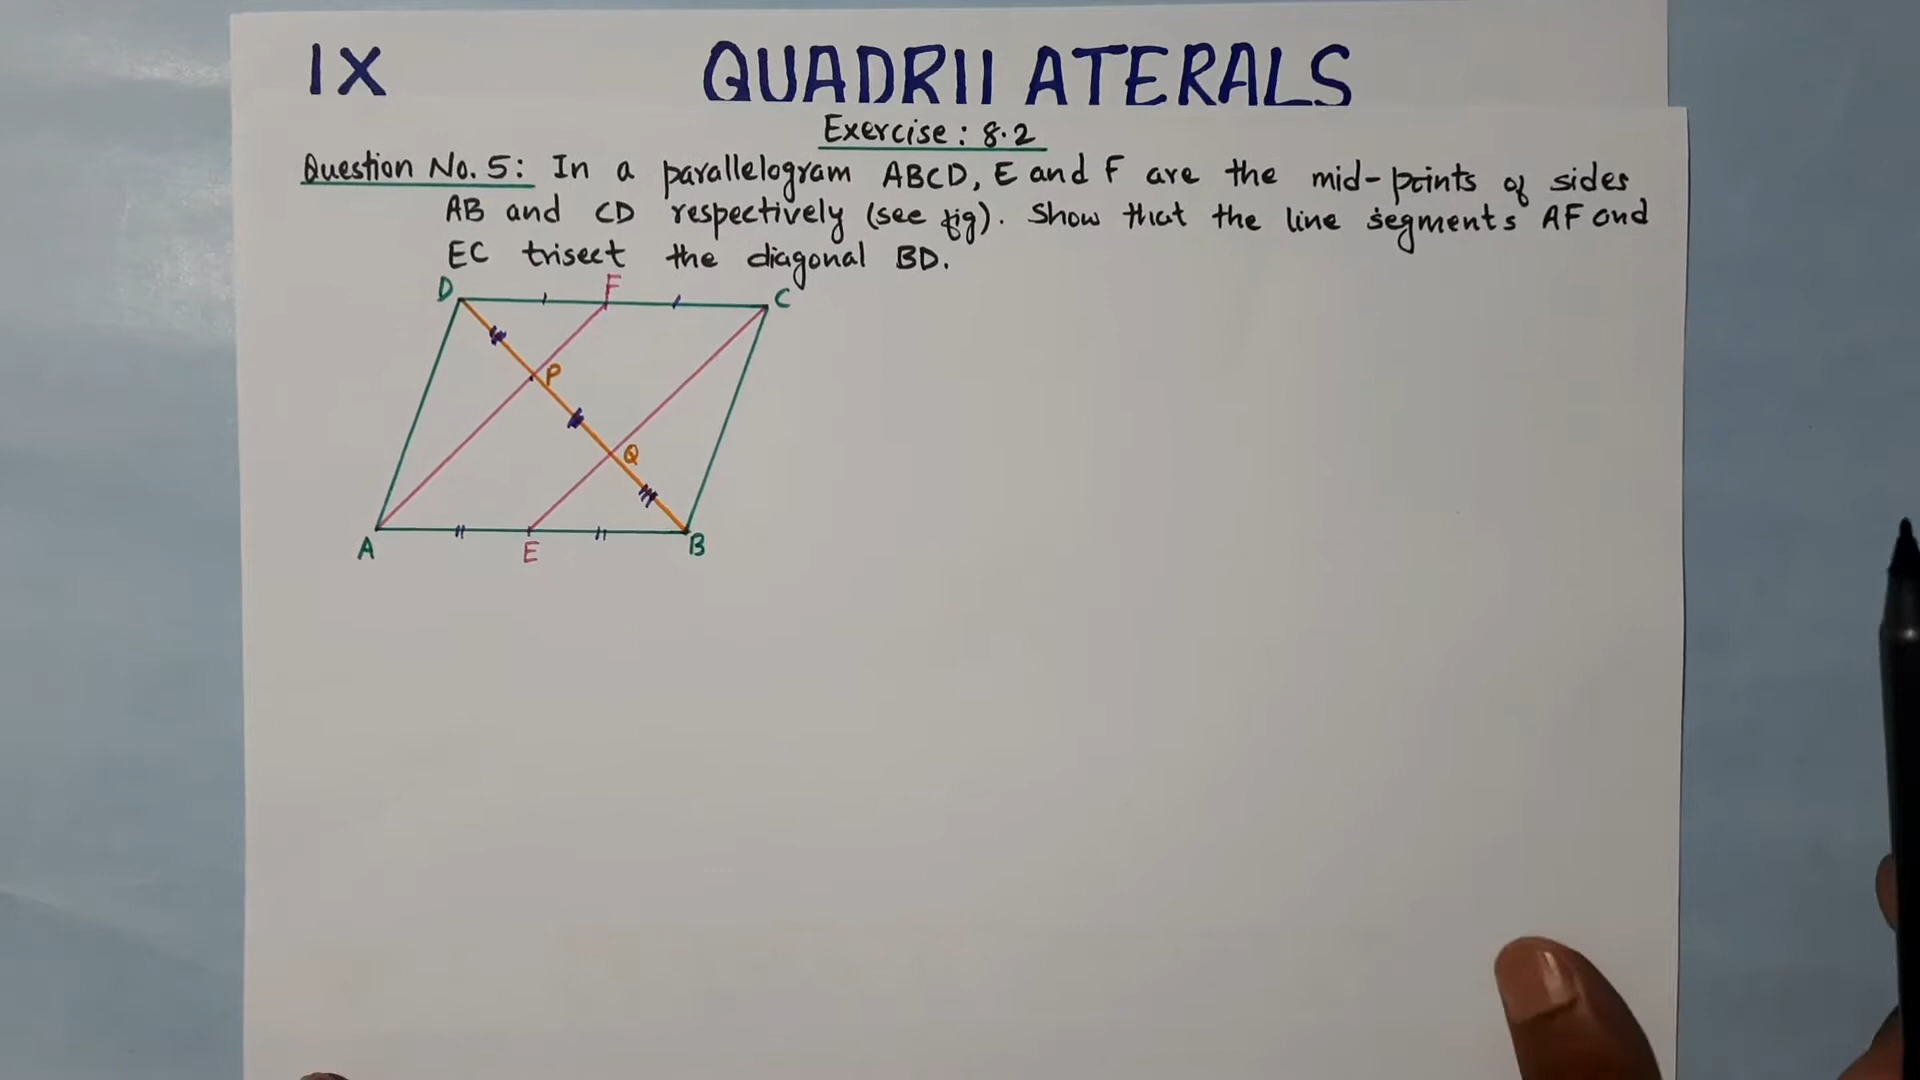 IX QUADRILATERALS
Exercise: 8.2
Question No. 5: In a parallelogram ABCD, E and F are the mid-points of sides
AB and CD respectively (see fig). Show that the line segments AF and
EC trisect the diagonal BD.
D F C
P
Q
A E B